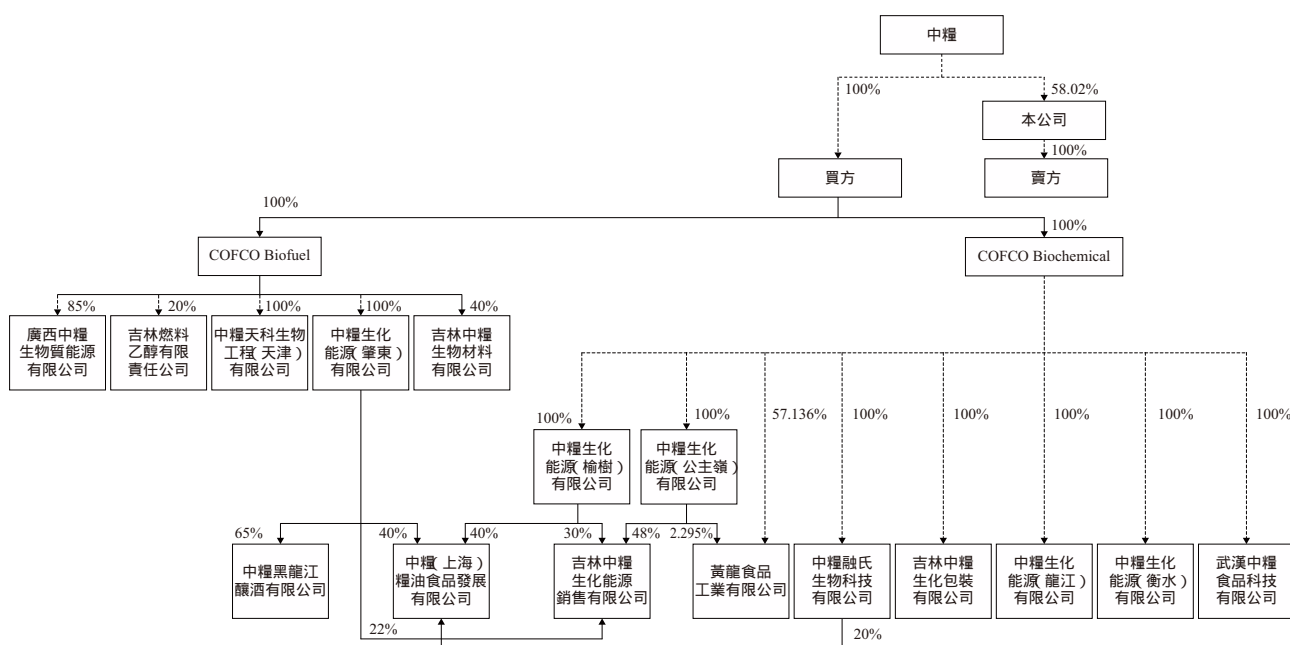 中糧
100%
58.02%
本公司
100%
買方
賣方
100%
100%
COFCO Biofuel
COFCO Biochemical
85%
20%
100%
100%
40%
廣西中糧
生物質能源
有限公司
吉林燃料
乙醇有限
責任公司
中糧天科生物
工程(天津)
有限公司
中糧生化
能源(肇東)
有限公司
吉林中糧
生物材料
有限公司
100%
100%
57.136%
100%
100%
100%
100%
100%
中糧生化
能源(榆樹)
有限公司
中糧生化
能源(公主嶺)
有限公司
65%
40%
40%
30%
48%
2.295%
中糧黑龍江
釀酒有限公司
中糧(上海)
糧油食品發展
有限公司
吉林中糧
生化能源
銷售有限公司
黃龍食品
工業有限公司
中糧融氏
生物科技
有限公司
吉林中糧
生化包裝
有限公司
中糧生化
能源(龍江)
有限公司
中糧生化
能源(衡水)
有限公司
武漢中糧
食品科技
有限公司
22%
20%